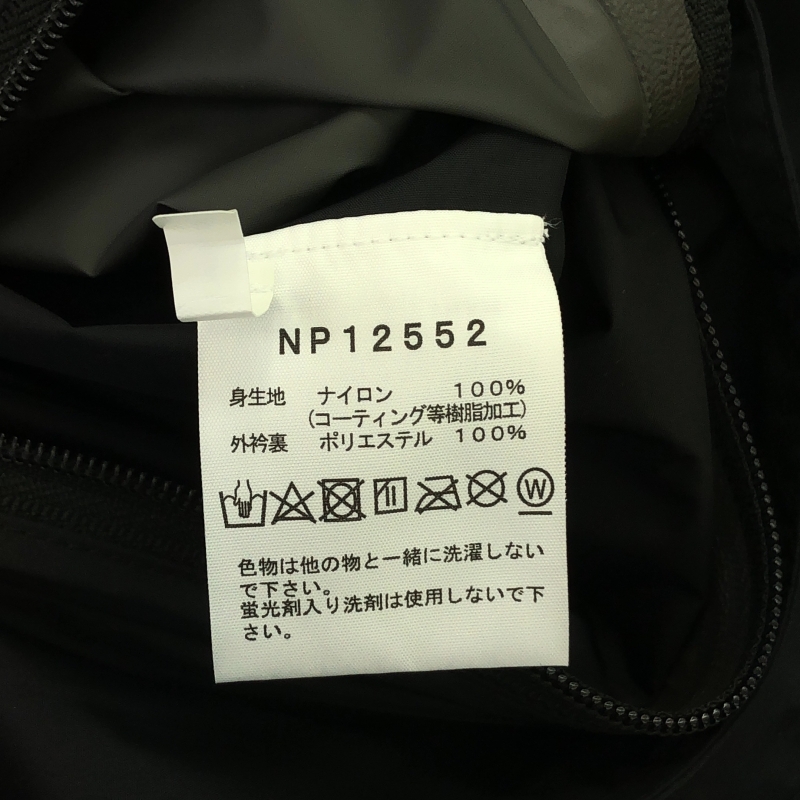 NP12552
身生地 ナイロン 100%
(コーティング等樹脂加工)
外衿裏 ポリエステル 100%
W
色物は他の物と一緒に洗濯しない
で下さい。
蛍光剤入り洗剤は使用しないで下
さい。